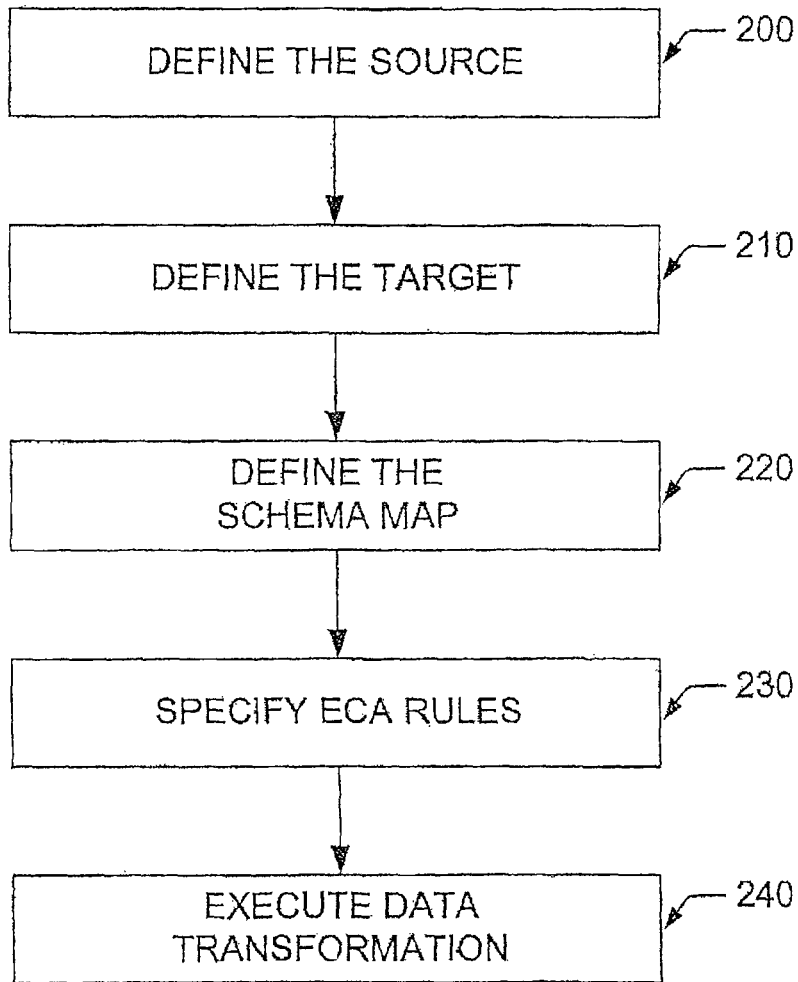 DEFINE THE SOURCE
200
DEFINE THE TARGET
210
DEFINE THE
SCHEMA MAP
220
SPECIFY ECA RULES
230
EXECUTE DATA
TRANSFORMATION
240